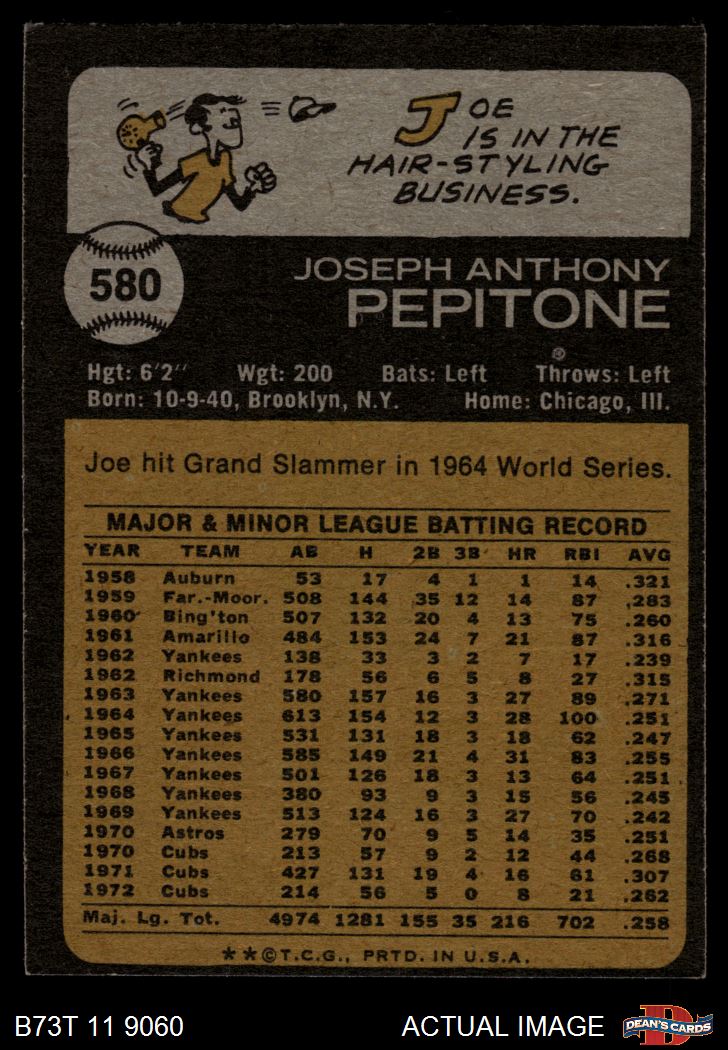 JOE
IS IN THE
HAIR-STYLING
BUSINESS.
580
JOSEPH ANTHONY
PEPITONE
Hgt: 6'2" Wgt: 200 Bats: Left Throws: Left
Born: 10-9-40, Brooklyn, N.Y. Home: Chicago, Ill.
Joe hit Grand Slammer in 1964 World Series.
MAJOR & MINOR LEAGUE BATTING RECORD
YEAR TEAM AB H 2B 3B HR RBI AVG
1958 Auburn 53 17 4 1 1 14 .321
1959 Far.-Moor. 508 144 35 12 14 87 .283
1960 Bing'ton 507 132 20 4 13 75 .260
1961 Amarillo 484 153 24 7 21 87 .316
1962 Yankees 138 33 3 2 7 17 .239
1962 Richmond 178 56 6 5 8 27 .315
1963 Yankees 580 157 16 3 27 89 .271
1964 Yankees 613 154 12 3 28 100 .251
1965 Yankees 531 131 18 3 18 62 .247
1966 Yankees 585 149 21 4 31 83 .255
1967 Yankees 501 126 18 3 13 64 .251
1968 Yankees 380 93 9 3 15 56 .245
1969 Yankees 513 124 16 3 27 70 .242
1970 Astros 279 70 9 5 14 35 .251
1970 Cubs 213 57 9 2 12 44 .268
1971 Cubs 427 131 19 4 16 61 .307
1972 Cubs 214 56 5 0 8 21 .262
Maj. Lg. Tot. 4974 1281 155 35 216 702 .258
**©T.C.G., PRTD. IN U.S.A.
B73T 11 9060 ACTUAL IMAGE DEAN'S CARDS